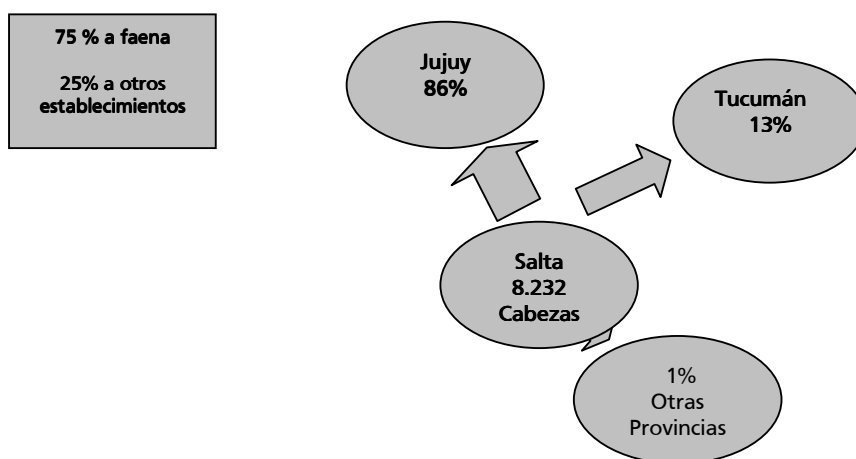 75 % a faena
25% a otros
establecimientos
Jujuy
86%
Tucumán
13%
Salta
8.232
Cabezas
1%
Otras
Provincias